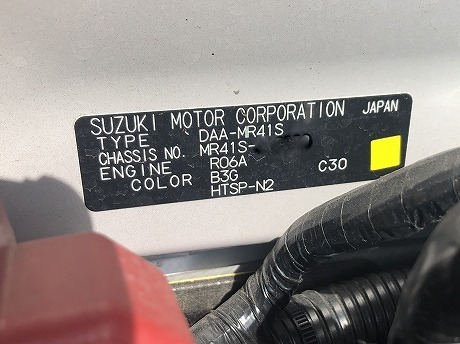 SUZUKI MOTOR CORPORATION JAPAN
TYPE DAA-MR41S
CHASSIS NO. MR41S-
ENGINE R06A C30
COLOR B3G
HTSP-N2